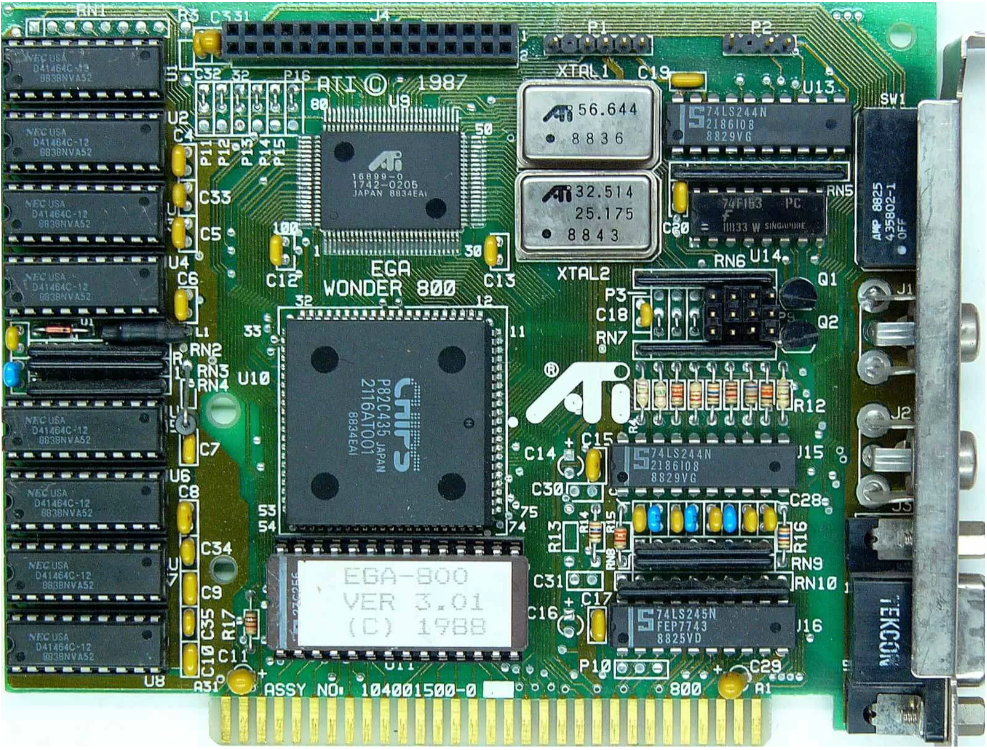 RN1
R3
C331
J4
1
2
P1
P2
NEC USA
D41464C-12
8838NVA52
C32
32
P16
ATI © 1987
80
U9
50
XTAL1
C19
U13
SW1
ATi 56.644
8836
74LS244N
2186108
8829VG
U2
C4
NEC USA
D41464C-12
8838NVA52
P11
P12
P13
P14
P15
ATi
16899-0
1742-0205
JAPAN 8834EAI
C33
RN5
NEC USA
D41464C-12
8838NVA52
C5
ATi 32.514
25.175
8843
C20
74F153 PC
F
SINGAPORE
AMP 8825
435802-1
OFF
100
1
30
C12
C13
U14
U4
C6
NEC USA
D41464C-12
8838NVA52
EGA
WONDER 800
XTAL2
RN6
Q1
J1
P3
C18
RN7
Q2
32
12
33
11
L1
RN2
RN3
RN4
U10
CHIPS
P82C435
JAPAN
2116AT001
8834EAI
® ATi
R4
R12
J2
NEC USA
D41464C-12
8838NVA52
C7
C15
C14
74LS244N
2186108
8829VG
U15
U6
C8
NEC USA
D41464C-12
8838NVA52
53
54
75
74
C30
C28
J3
R13
R14
R15
R16
C34
RN8
RN9
NEC USA
D41464C-12
8838NVA52
C9
C31
RN10
EGA-800
VER 3.01
(C) 1988
C35
R17
C17
C16
74LS245N
FEP7743
8825VD
U16
TEKCON
NEC USA
D41464C-12
8838NVA52
C10
C11
U11
P10
C29
U8
A31
ASSY NO: 104001500-0
800
A1